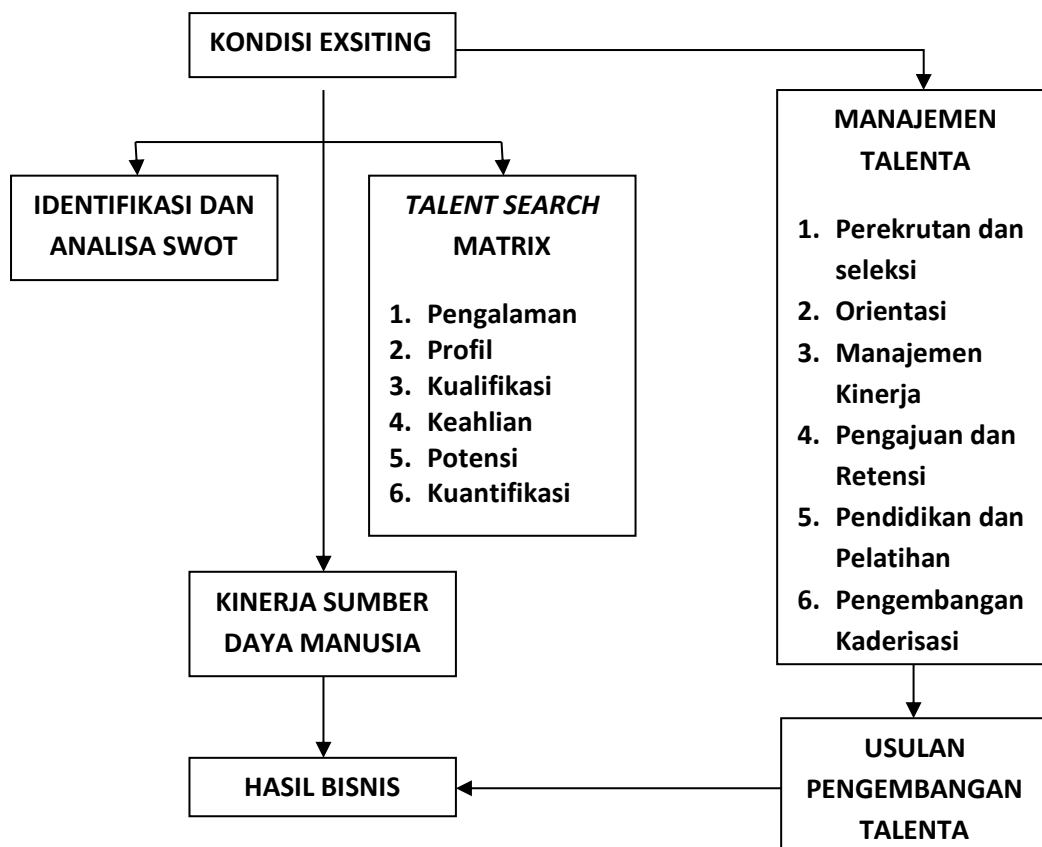 KONDISI EXSITING
IDENTIFIKASI DAN
ANALISA SWOT
TALENT SEARCH
MATRIX
1. Pengalaman
2. Profil
3. Kualifikasi
4. Keahlian
5. Potensi
6. Kuantifikasi
MANAJEMEN
TALENTA
1. Perekrutan dan
seleksi
2. Orientasi
3. Manajemen
Kinerja
4. Pengajuan dan
Retensi
5. Pendidikan dan
Pelatihan
6. Pengembangan
Kaderisasi
KINERJA SUMBER
DAYA MANUSIA
HASIL BISNIS
USULAN
PENGEMBANGAN
TALENTA